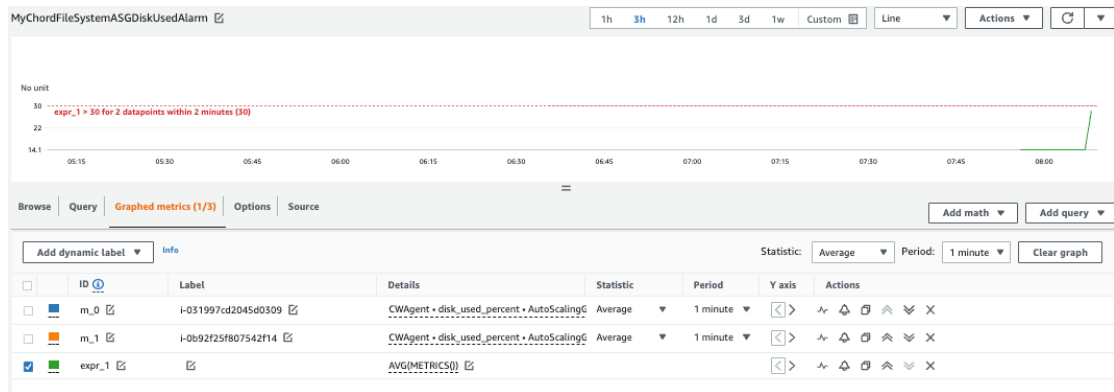 MyChordFileSystemASGDiskUsedAlarm
1h 3h 12h 1d 3d 1w Custom Line Actions
No unit
30
expr_1 > 30 for 2 datapoints within 2 minutes (30)
22
14.1
05:15 05:30 05:45 06:00 06:15 06:30 06:45 07:00 07:15 07:30 07:45 08:00
Browse Query Graphed metrics (1/3) Options Source
Add math Add query
Add dynamic label Info Statistic: Average Period: 1 minute Clear graph
ID Label Details Statistic Period Y axis Actions
m_0 i-031997cd2045d0309 CWAgent • disk_used_percent • AutoScalingG Average 1 minute
m_1 i-0b92f25f807542f14 CWAgent • disk_used_percent • AutoScalingG Average 1 minute
expr_1 AVG(METRICS())